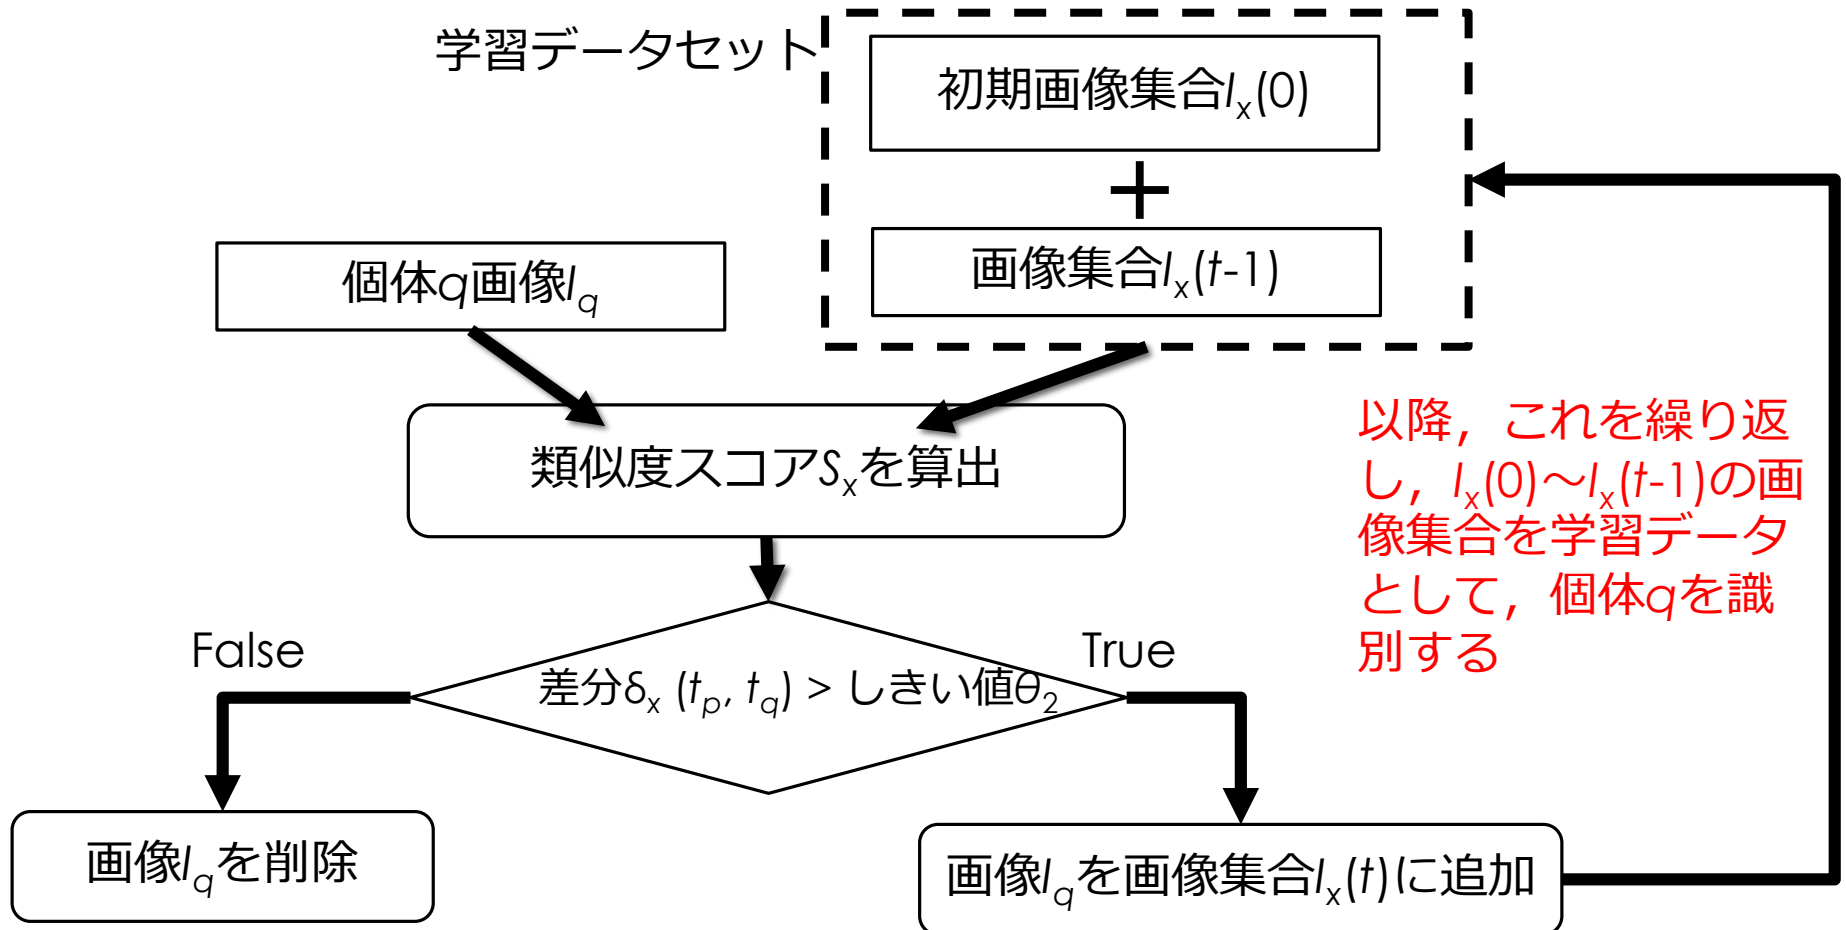 学習データセット
初期画像集合Iₓ(0)
+
画像集合Iₓ(t-1)
個体q画像I_q
類似度スコアSₓを算出
以降，これを繰り返
し，Iₓ(0)～Iₓ(t-1)の画
像集合を学習データ
として，個体qを識
別する
False
True
差分δₓ (t_p, t_q) > しきい値θ₂
画像I_qを削除
画像I_qを画像集合Iₓ(t)に追加